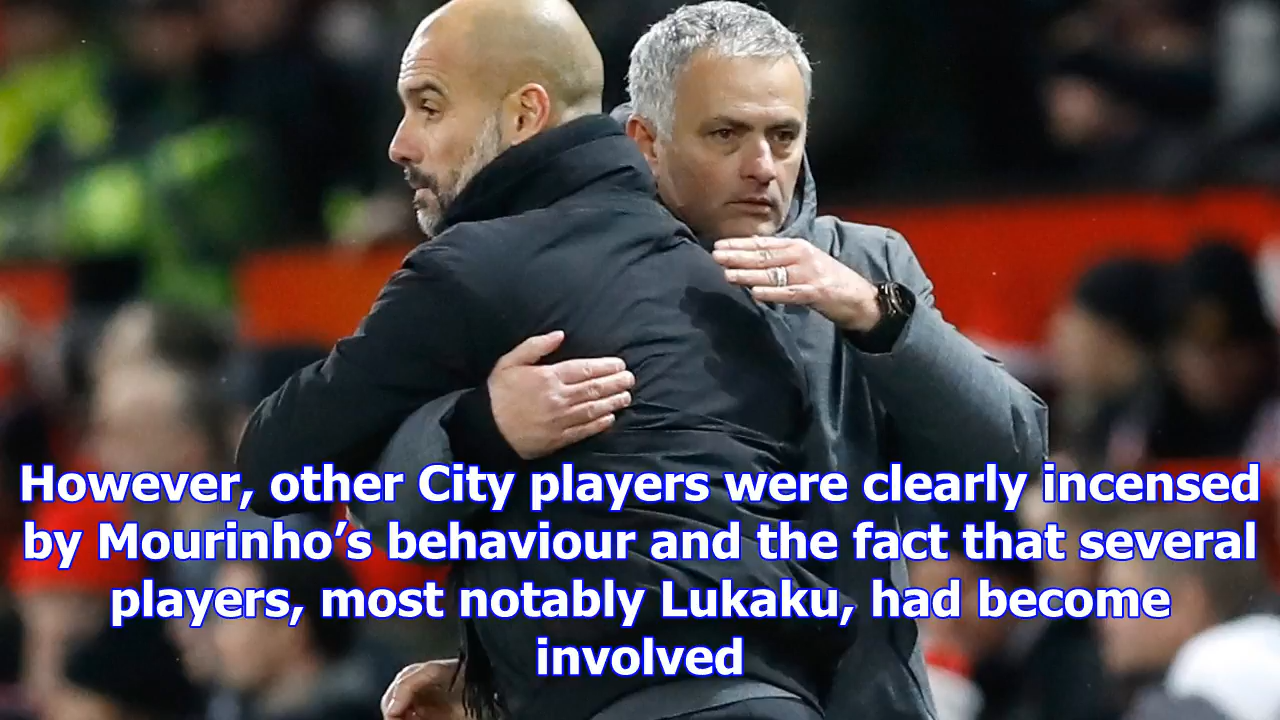 However, other City players were clearly incensed
by Mourinho’s behaviour and the fact that several
players, most notably Lukaku, had become
involved